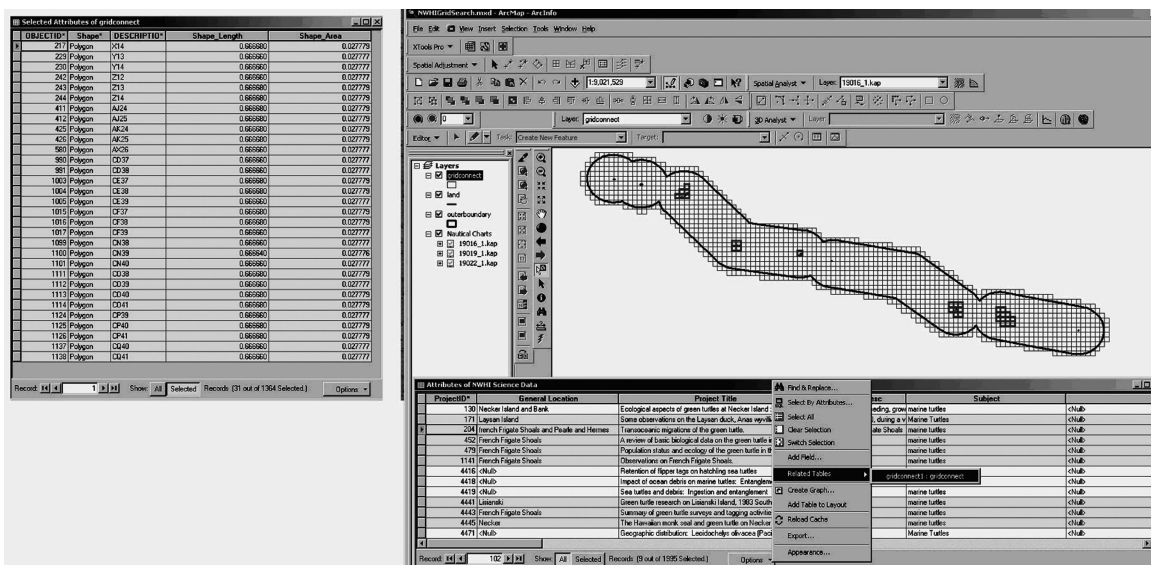 Selected Attributes of gridconnect
OBJECTID* Shape* DESCRIPTIO* Shape_Length Shape_Area
217 Polygon X14 0.666680 0.027779
229 Polygon Y13 0.666660 0.027777
230 Polygon Y14 0.666660 0.027777
242 Polygon Z12 0.666660 0.027777
243 Polygon Z13 0.666660 0.027777
244 Polygon Z14 0.666660 0.027777
411 Polygon AJ24 0.666680 0.027779
412 Polygon AJ25 0.666680 0.027779
425 Polygon AK24 0.666660 0.027777
426 Polygon AK25 0.666660 0.027777
580 Polygon AX26 0.666660 0.027777
990 Polygon CD37 0.666660 0.027777
991 Polygon CD38 0.666660 0.027777
1003 Polygon CE37 0.666680 0.027779
1004 Polygon CE38 0.666680 0.027779
1005 Polygon CE39 0.666680 0.027779
1015 Polygon CF37 0.666680 0.027779
1016 Polygon CF38 0.666680 0.027779
1017 Polygon CF39 0.666680 0.027779
1099 Polygon CN38 0.666660 0.027777
1100 Polygon CN39 0.666640 0.027776
1101 Polygon CN40 0.666660 0.027777
1111 Polygon 0.666680 0.027779
1112 Polygon 0.666680 0.027779
1113 Polygon 0.666680 0.027779
1114 Polygon 0.666680 0.027779
1124 Polygon CP39 0.666680 0.027779
1125 Polygon CP40 0.666680 0.027779
1126 Polygon CP41 0.666680 0.027779
1137 Polygon CQ40 0.666660 0.027777
1138 Polygon CQ41 0.666660 0.027777
Record: 1 Show: All Selected Records (31 out of 1364 Selected.) Options
NWHIGridSearch.mxd - ArcMap - ArcInfo
File Edit View Insert Selection Tools Window Help
XTools Pro
Spatial Adjustment
1:9,021,529 Spatial Analyst Layer: 19016_1.kap
0 Layer: gridconnect 3D Analyst Layer:
Editor Task: Create New Feature Target:
Layers
gridconnect
land
outerboundary
Nautical Charts
19016_1.kap
19019_1.kap
19022_1.kap
Attributes of NWHI Science Data
ProjectID* General Location Project Title Subject
130 Necker Island and Bank Ecological aspects of green turtles at Necker Island marine turtles <Null>
171 Laysan Island Some observations on the Laysan duck, Anas Marine Turtles <Null>
204 French Frigate Shoals and Pearle and Hermes Transoceanic migrations of the green turtle. ate Shoals marine turtles <Null>
452 French Frigate Shoals A review of basic biological data on the green turtle marine turtles <Null>
479 French Frigate Shoals Population status and ecology of the green turtle in marine turtles <Null>
1141 French Frigate Shoals Observations on French Frigate Shoals. marine turtles <Null>
4416 <Null> Retention of flipper tags on hatchling sea turtles <Null>
4418 <Null> Impact of ocean debris on marine turtles: <Null>
4419 <Null> Sea turtles and debris: Ingestion and entanglement marine turtles <Null>
4441 Lisianski Green turtle research on Lisianski Island, 1983 South marine turtles <Null>
4443 French Frigate Shoals Summary of green turtle surveys and tagging marine turtles <Null>
4445 Necker The Hawaiian monk seal and green turtle on Necker marine turtles <Null>
4471 <Null> Geographic distribution: Lepidochelys olivacea Marine Turtles <Null>
Record: 102 Show: All Selected Records (9 out of 1995 Selected.) Options
Find & Replace...
Select By Attributes...
Select All
Clear Selection
Switch Selection
Add Field...
Related Tables
gridconnect1 : gridconnect
Create Graph...
Add Table to Layout
Reload Cache
Export...
Appearance...